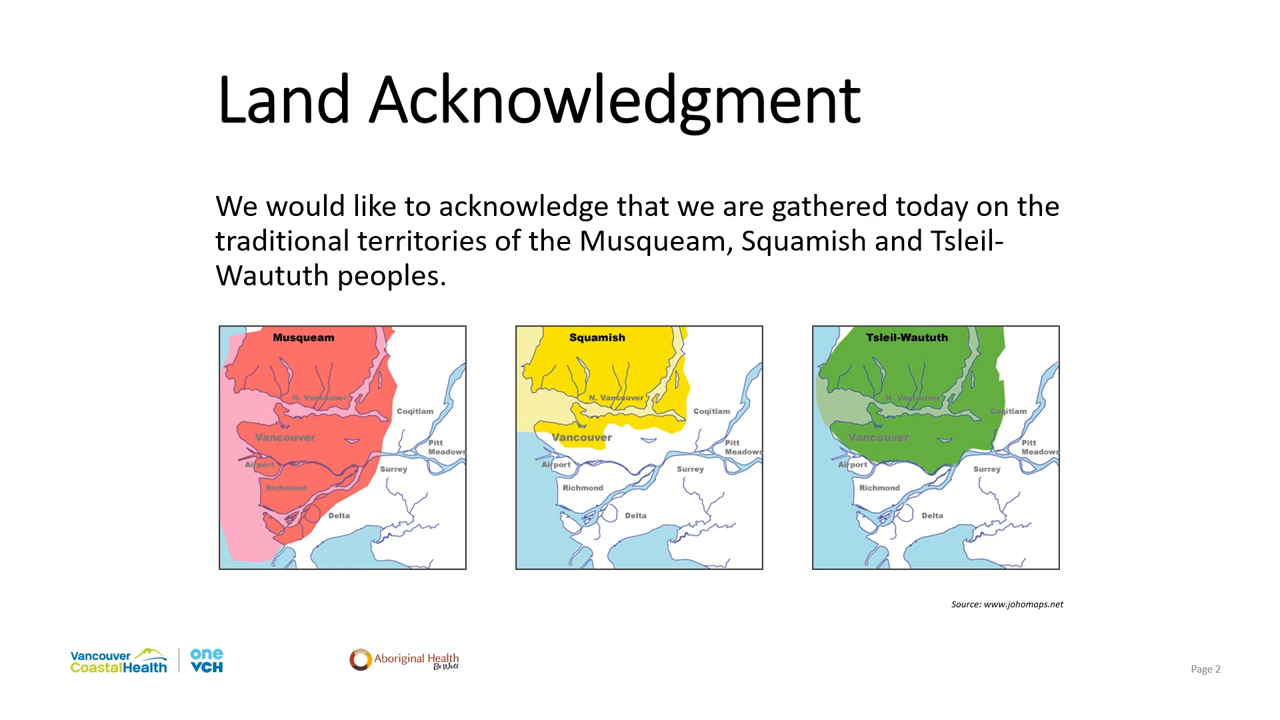 Land Acknowledgment
We would like to acknowledge that we are gathered today on the
traditional territories of the Musqueam, Squamish and Tsleil-
Waututh peoples.
Musqueam
N. Vancouver
Coqitlam
Vancouver
Pitt
Meadows
Airport
Surrey
Richmond
Delta
Squamish
N. Vancouver
Coqitlam
Vancouver
Pitt
Meadows
Airport
Surrey
Richmond
Delta
Tsleil-Waututh
N. Vancouver
Coqitlam
Vancouver
Pitt
Meadows
Airport
Surrey
Richmond
Delta
Source: www.johomaps.net
Vancouver
CoastalHealth
one
VCH
Aboriginal Health
Be Well
Page 2